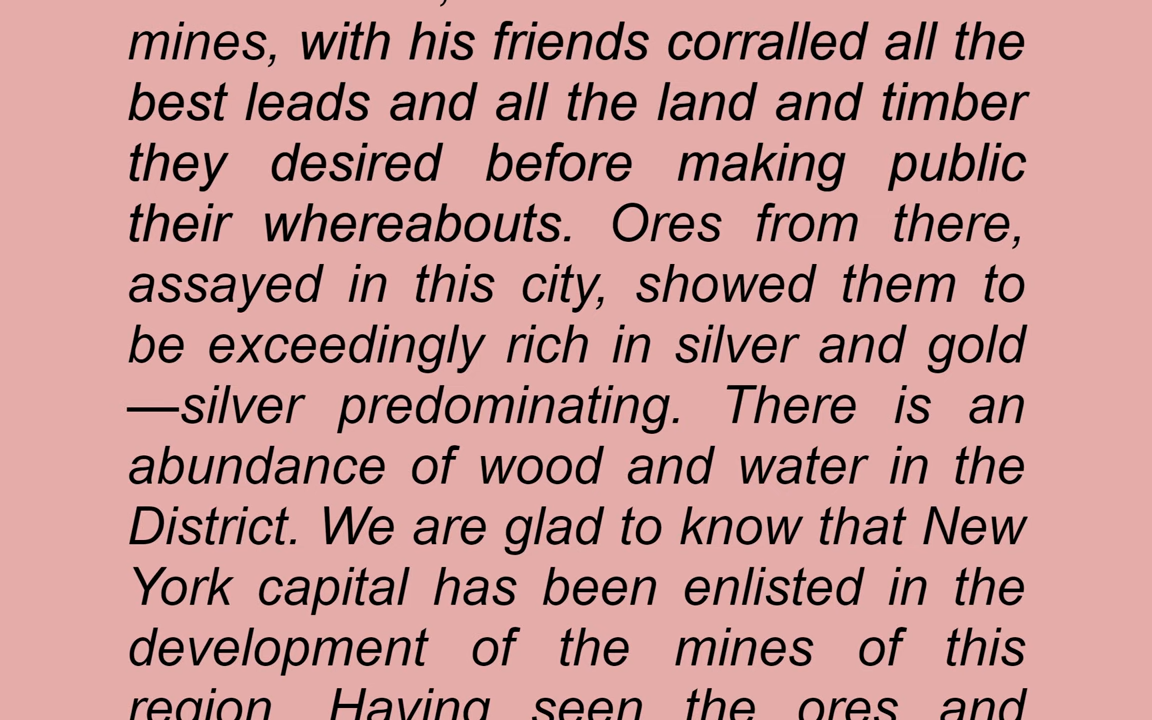 mines, with his friends corralled all the
best leads and all the land and timber
they desired before making public
their whereabouts. Ores from there,
assayed in this city, showed them to
be exceedingly rich in silver and gold
—silver predominating. There is an
abundance of wood and water in the
District. We are glad to know that New
York capital has been enlisted in the
development of the mines of this
region. Having seen the ores and